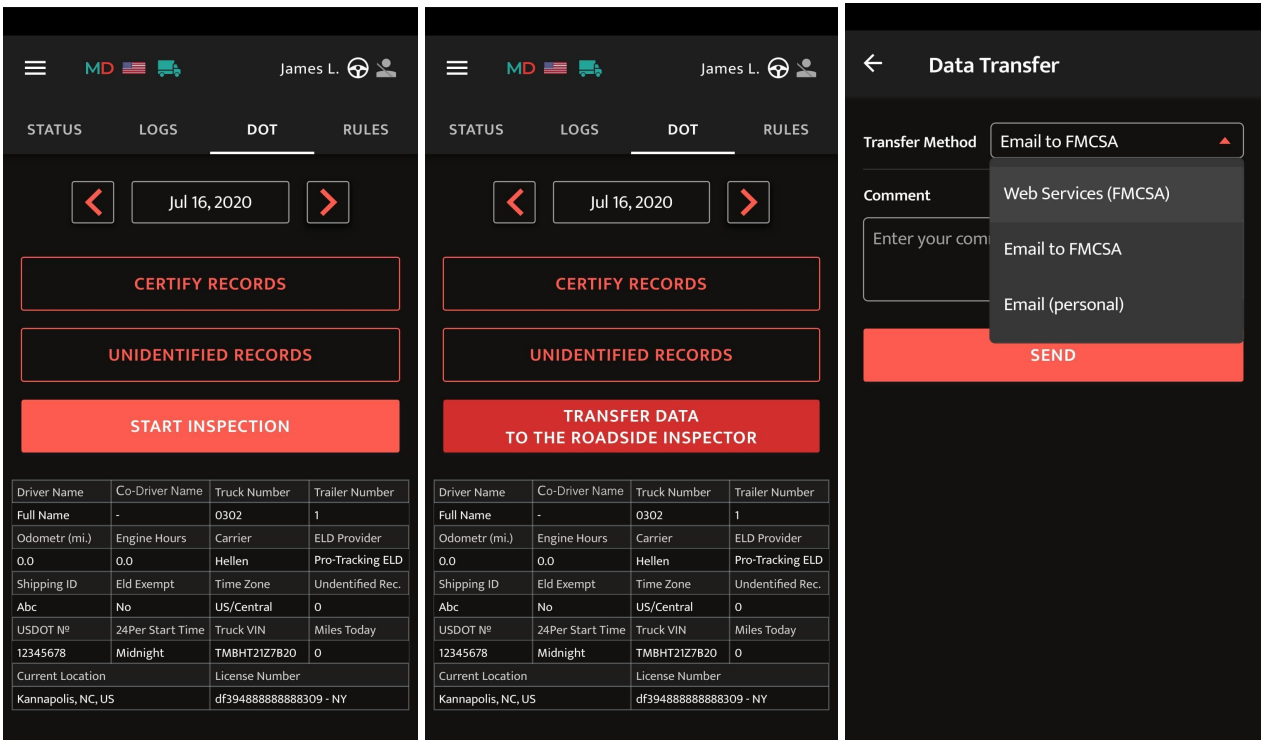 MD James L.
STATUS LOGS DOT RULES
Jul 16, 2020
CERTIFY RECORDS
UNIDENTIFIED RECORDS
START INSPECTION
Driver Name Co-Driver Name Truck Number Trailer Number
Full Name - 0302 1
Odometr (mi.) Engine Hours Carrier ELD Provider
0.0 0.0 Hellen Pro-Tracking ELD
Shipping ID Eld Exempt Time Zone Undentified Rec.
Abc No US/Central 0
USDOT Nº 24Per Start Time Truck VIN Miles Today
12345678 Midnight TMBHT21Z7B20 0
Current Location License Number
Kannapolis, NC, US df394888888888309 - NY
MD James L.
STATUS LOGS DOT RULES
Jul 16, 2020
CERTIFY RECORDS
UNIDENTIFIED RECORDS
TRANSFER DATA
TO THE ROADSIDE INSPECTOR
Driver Name Co-Driver Name Truck Number Trailer Number
Full Name - 0302 1
Odometr (mi.) Engine Hours Carrier ELD Provider
0.0 0.0 Hellen Pro-Tracking ELD
Shipping ID Eld Exempt Time Zone Undentified Rec.
Abc No US/Central 0
USDOT Nº 24Per Start Time Truck VIN Miles Today
12345678 Midnight TMBHT21Z7B20 0
Current Location License Number
Kannapolis, NC, US df394888888888309 - NY
Data Transfer
Transfer Method Email to FMCSA
Web Services (FMCSA)
Comment
Enter your com
Email to FMCSA
Email (personal)
SEND